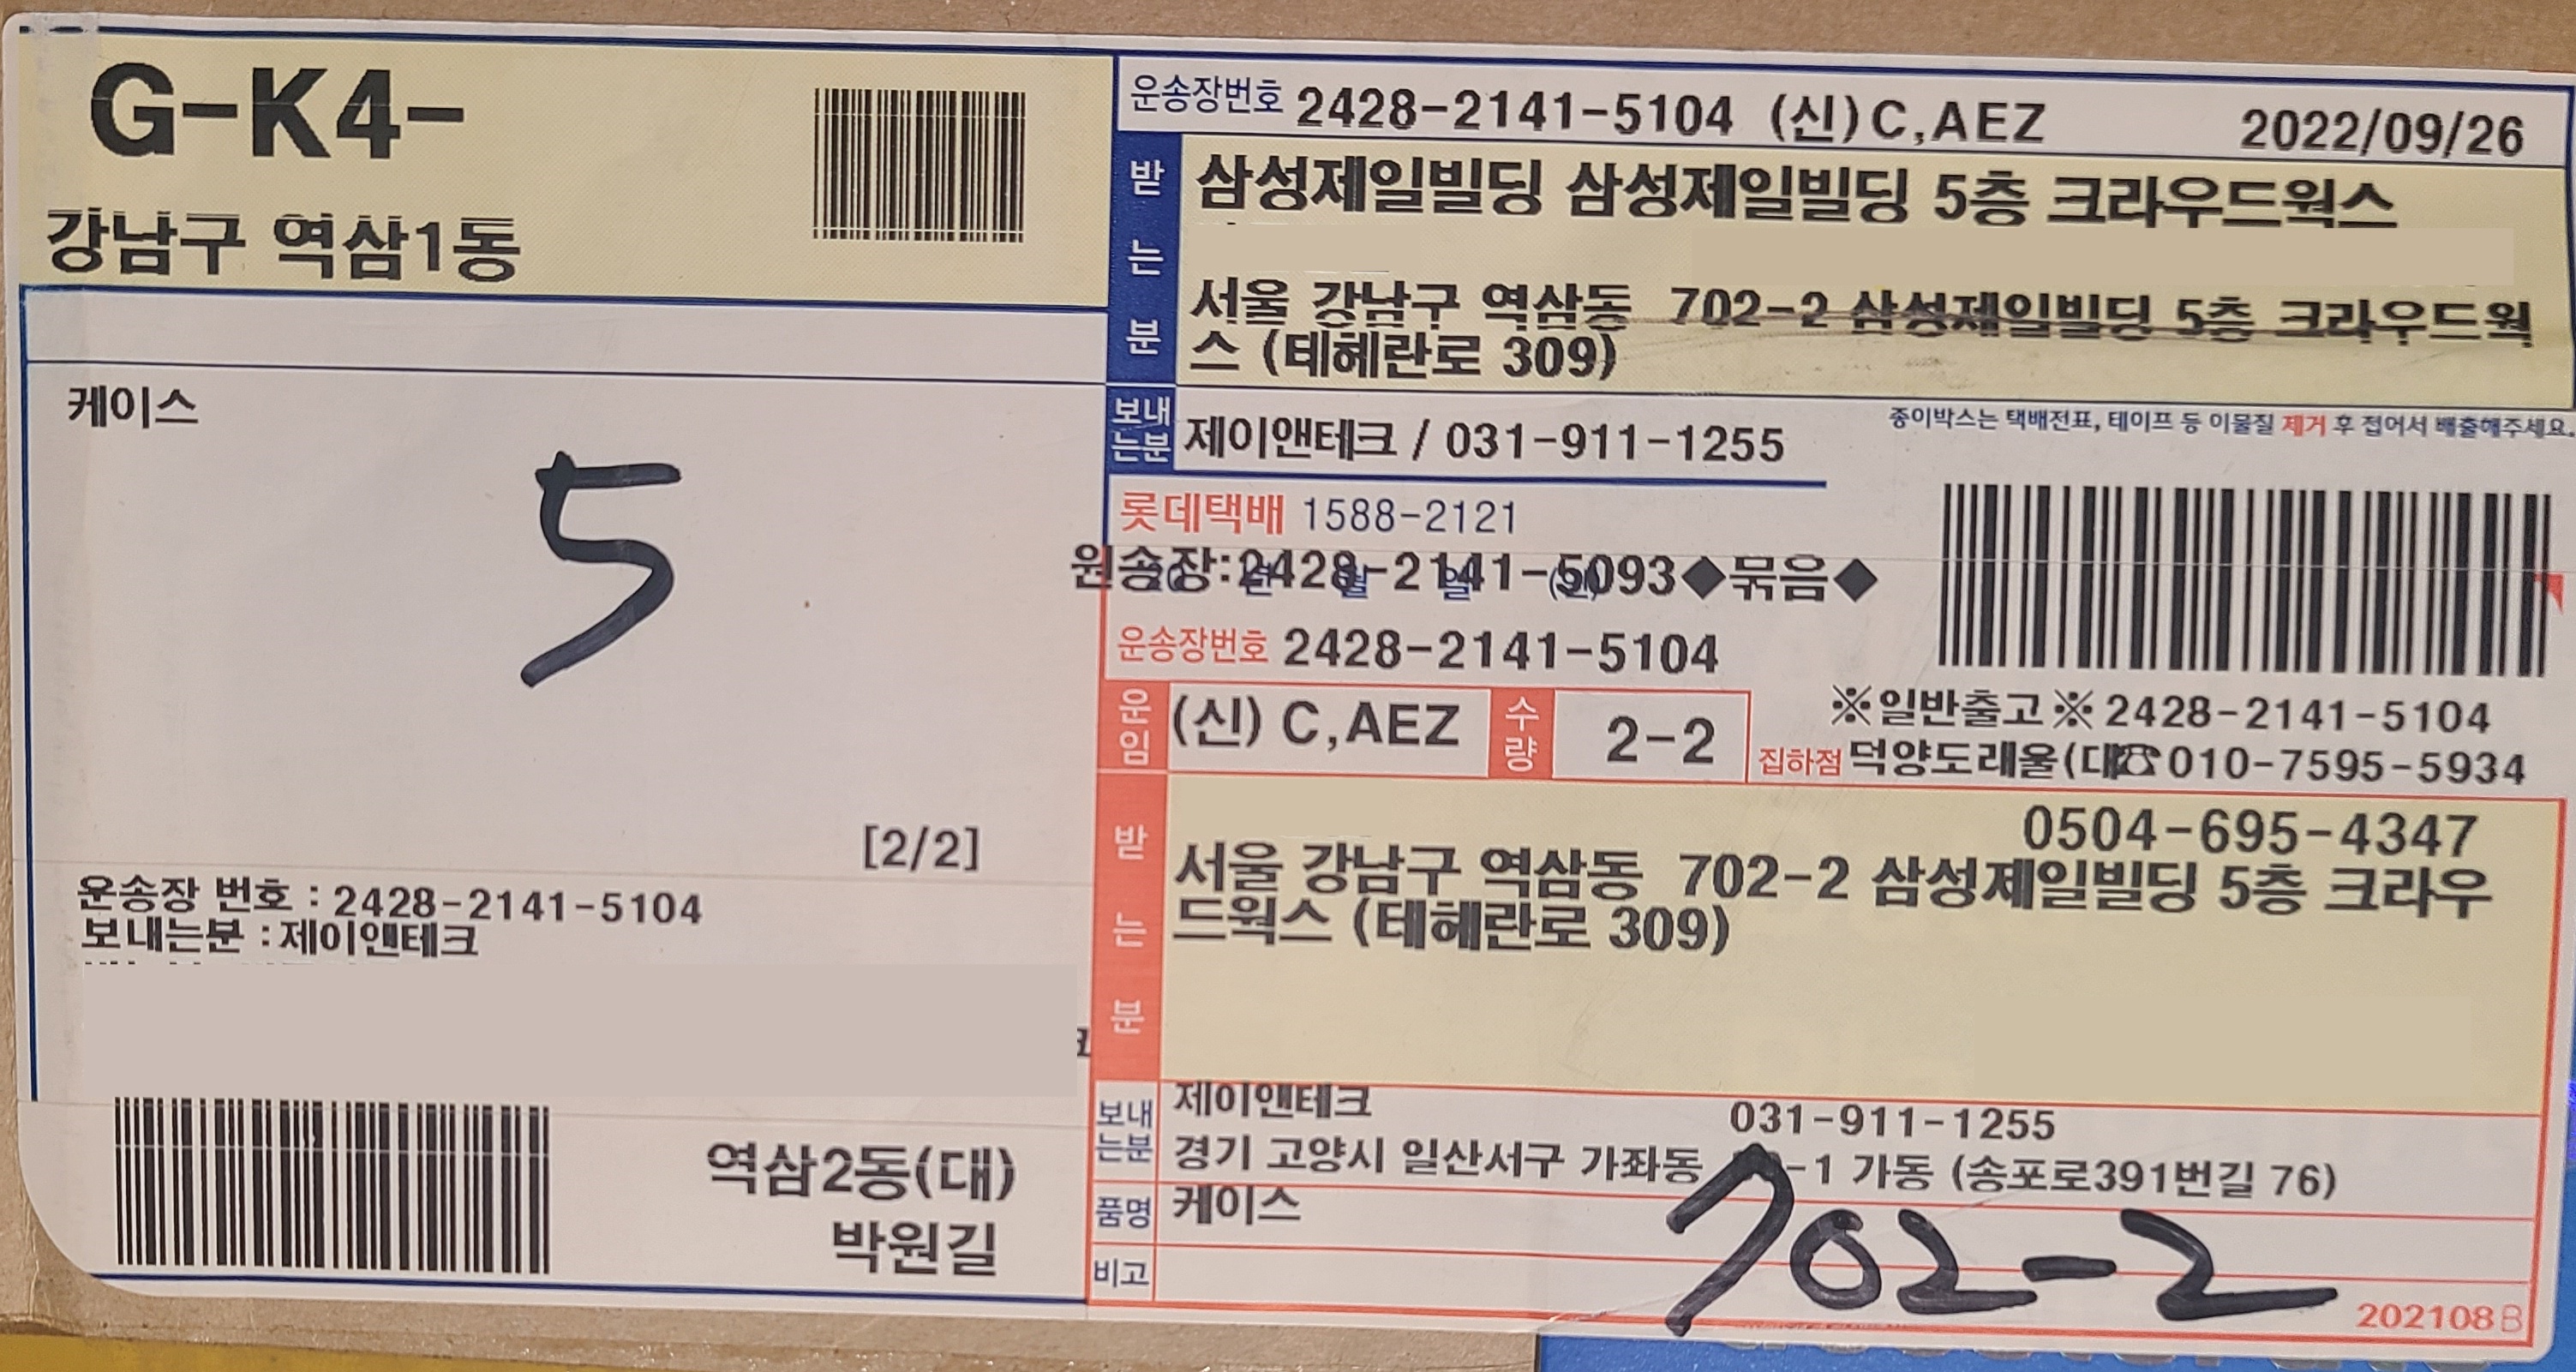 G-K4-
강남구 역삼1동
운송장번호 2428-2141-5104 (신)C,AEZ 2022/09/26
받는분
삼성제일빌딩 삼성제일빌딩 5층 크라우드웍스
서울 강남구 역삼동 702-2 삼성제일빌딩 5층 크라우드웍
스 (테헤란로 309)
케이스
5
[2/2]
운송장 번호 : 2428-2141-5104
보내는분 : 제이앤테크
역삼2동(대)
박원길
보내는분 제이앤테크 / 031-911-1255
종이박스는 택배전표, 테이프 등 이물질 제거 후 접어서 배출해주세요.
롯데택배 1588-2121
원송장:2428-2141-5093◆묶음◆
운송장번호 2428-2141-5104
운임 (신) C,AEZ 수량 2-2
※일반출고※ 2428-2141-5104
집하점 덕양도래울(대☎010-7595-5934
받는분
0504-695-4347
서울 강남구 역삼동 702-2 삼성제일빌딩 5층 크라우
드웍스 (테헤란로 309)
보내는분 제이앤테크 031-911-1255
경기 고양시 일산서구 가좌동 -1 가동 (송포로391번길 76)
품명 케이스
702-2
비고
202108B